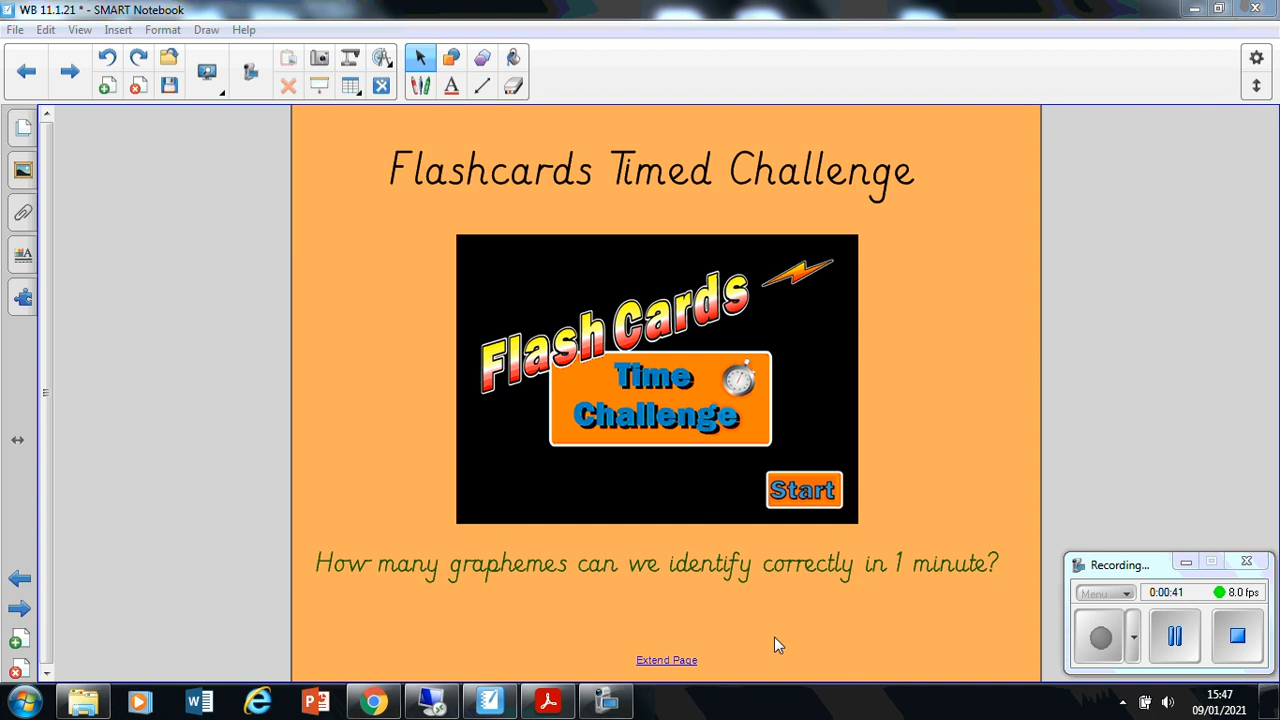 WB 11.1.21 * - SMART Notebook
File Edit View Insert Format Draw Help
Flashcards Timed Challenge
Flash Cards
Time
Challenge
Start
How many graphemes can we identify correctly in 1 minute?
Extend Page
Recording...
Menu 0:00:41 8.0 fps
15:47
09/01/2021